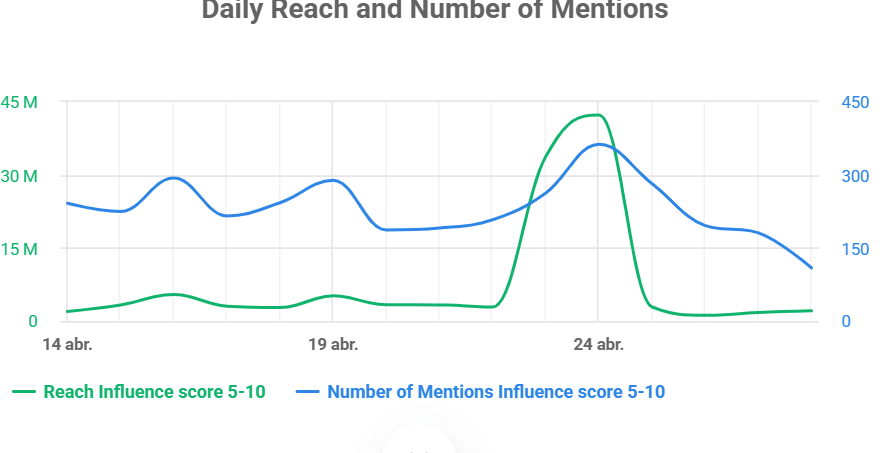 Daily Reach and Number of Mentions
45 M 450
30 M 300
15 M 150
0 0
14 abr. 19 abr. 24 abr.
Reach Influence score 5-10 Number of Mentions Influence score 5-10